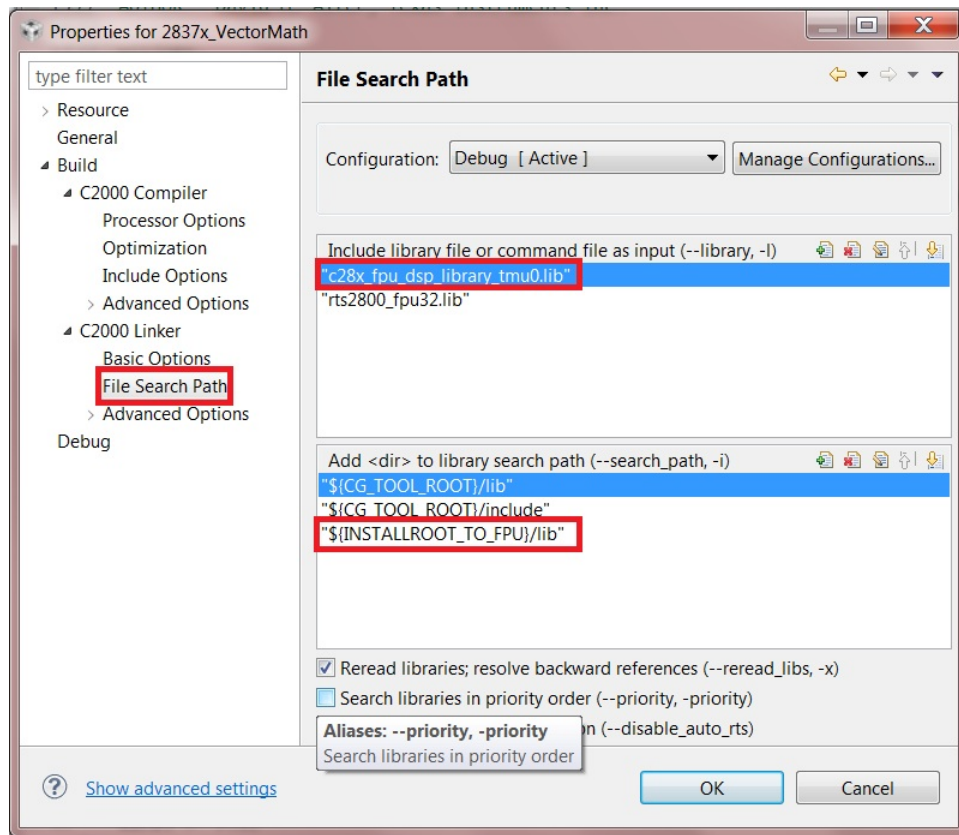 Properties for 2837x_VectorMath
type filter text
Resource
General
Build
C2000 Compiler
Processor Options
Optimization
Include Options
Advanced Options
C2000 Linker
Basic Options
File Search Path
Advanced Options
Debug
File Search Path
Configuration: Debug [ Active ] Manage Configurations...
Include library file or command file as input (--library, -l)
"c28x_fpu_dsp_library_tmu0.lib"
"rts2800_fpu32.lib"
Add <dir> to library search path (--search_path, -i)
"${CG_TOOL_ROOT}/lib"
"${CG_TOOL_ROOT}/include"
"${INSTALLROOT_TO_FPU}/lib"
Reread libraries; resolve backward references (--reread_libs, -x)
Search libraries in priority order (--priority, -priority)
(--disable_auto_rts)
Aliases: --priority, -priority
Search libraries in priority order
Show advanced settings
OK Cancel